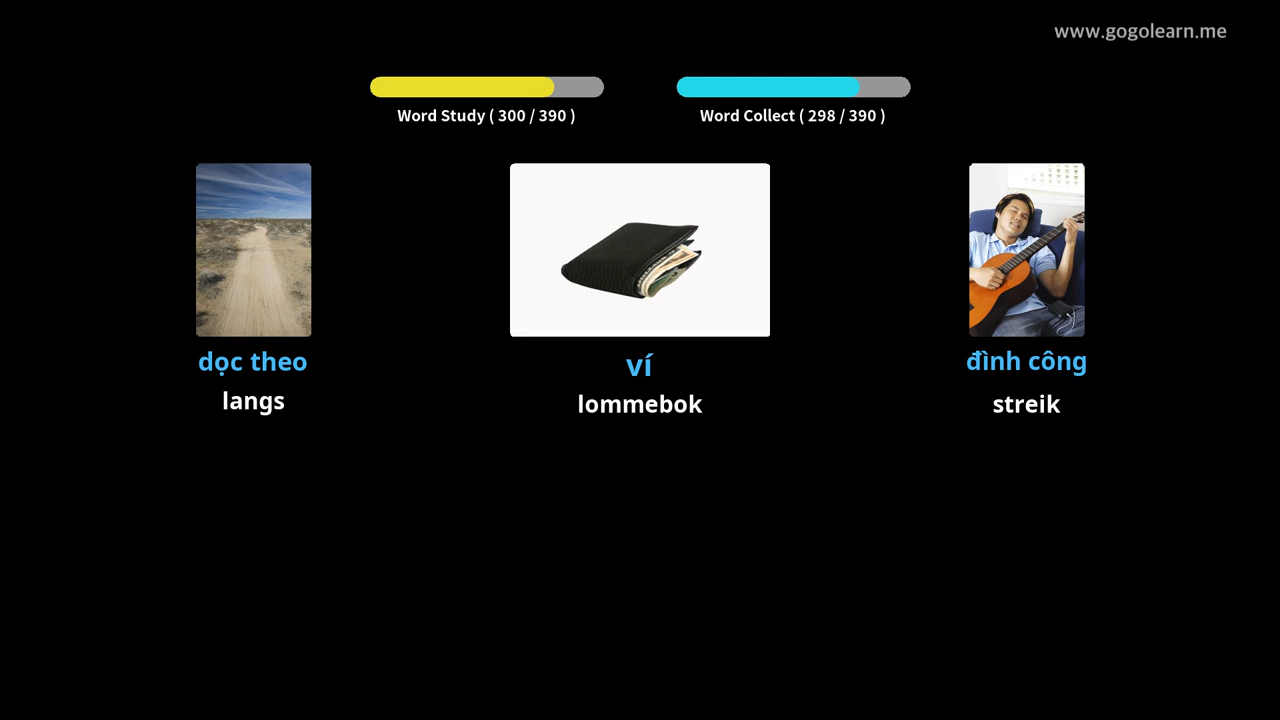 www.gogolearn.me
Word Study ( 300 / 390 )
Word Collect ( 298 / 390 )
dọc theo
langs
ví
lommebok
đình công
streik